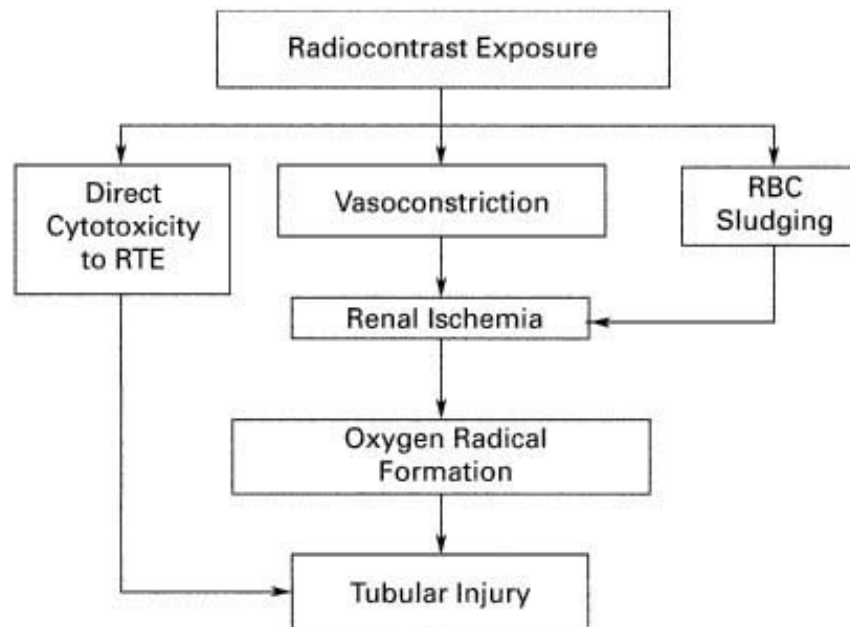 Radiocontrast Exposure
Direct
Cytotoxicity
to RTE
Vasoconstriction
RBC
Sludging
Renal Ischemia
Oxygen Radical
Formation
Tubular Injury